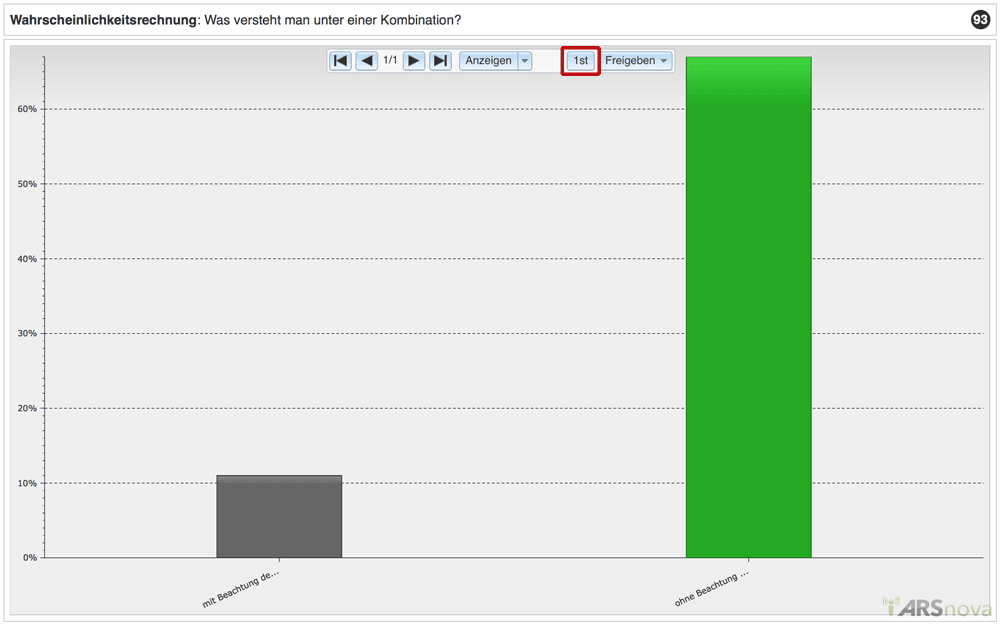 Wahrscheinlichkeitsrechnung: Was versteht man unter einer Kombination?
93
1/1 Anzeigen 1st Freigeben
60%
50%
40%
30%
20%
10%
0%
mit Beachtung de...
ohne Beachtung ...
ARSnova